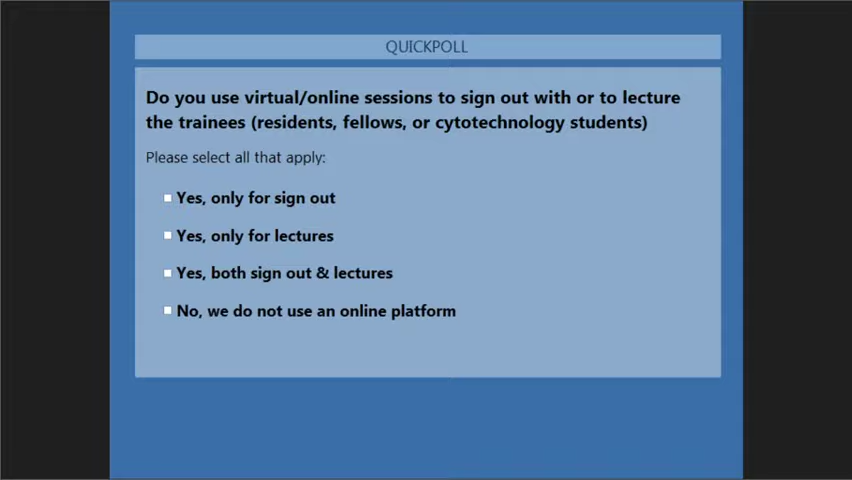 QUICKPOLL
Do you use virtual/online sessions to sign out with or to lecture
the trainees (residents, fellows, or cytotechnology students)
Please select all that apply:
Yes, only for sign out
Yes, only for lectures
Yes, both sign out & lectures
No, we do not use an online platform